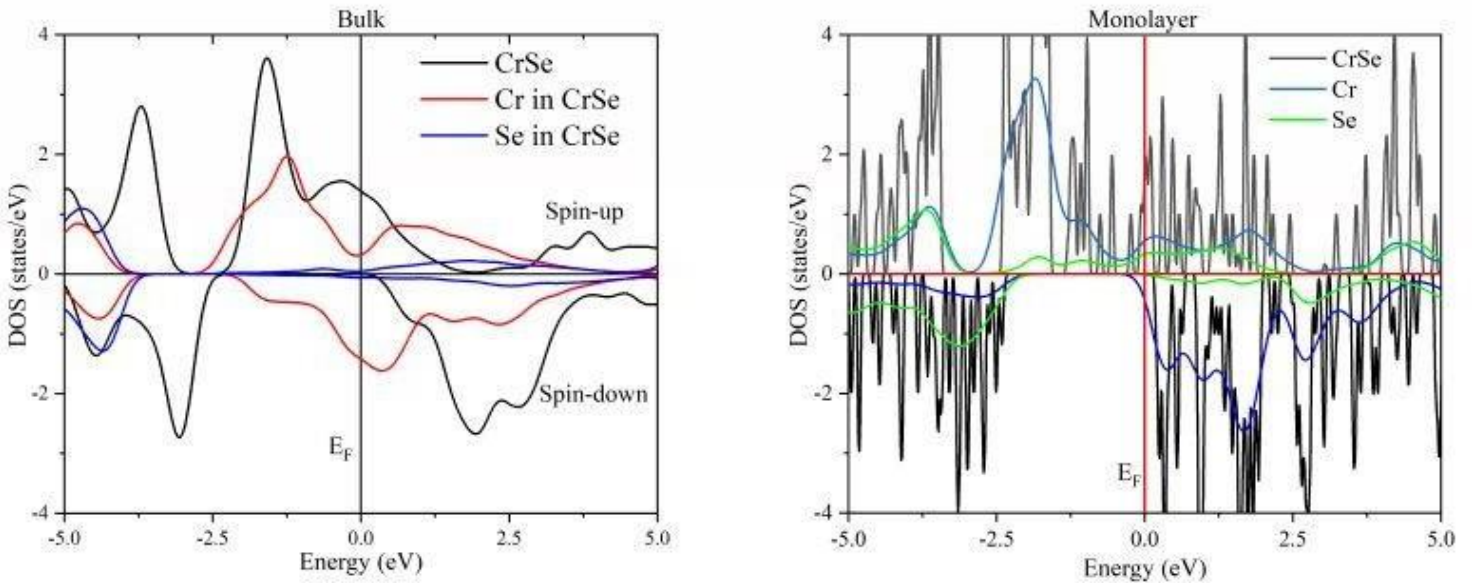 Bulk
4
2
0
-2
-4
DOS (states/eV)
CrSe
Cr in CrSe
Se in CrSe
Spin-up
Spin-down
E_F
-5.0
-2.5
0.0
2.5
5.0
Energy (eV)
Monolayer
4
2
0
-2
-4
DOS (states/eV)
CrSe
Cr
Se
E_F
-5.0
-2.5
0.0
2.5
5.0
Energy (eV)